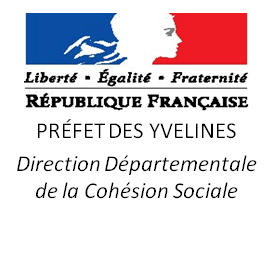 Liberté • Égalité • Fraternité
RÉPUBLIQUE FRANÇAISE
PRÉFET DES YVELINES
Direction Départementale
de la Cohésion Sociale